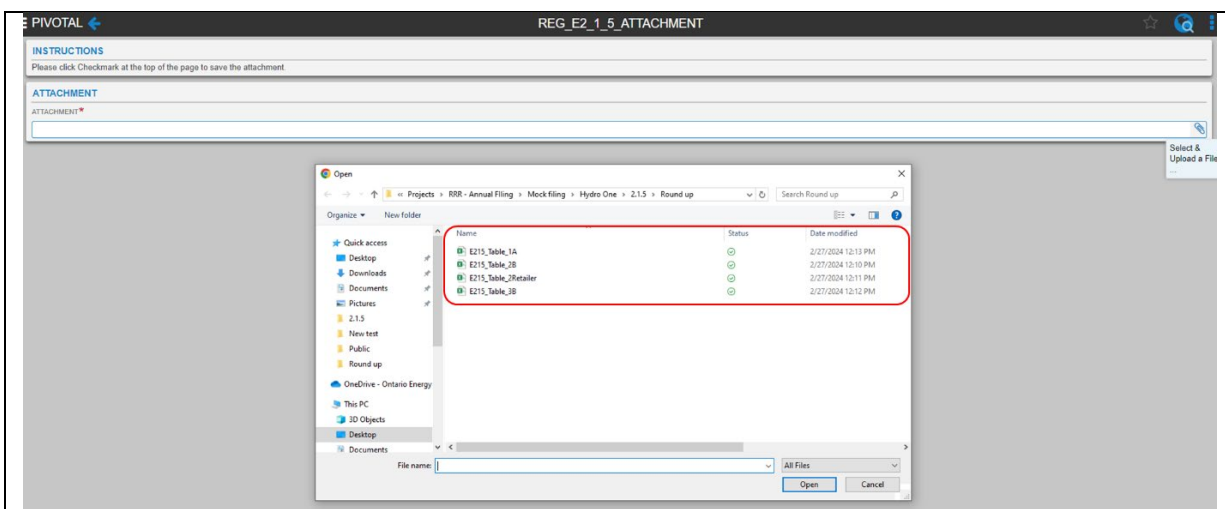 PIVOTAL
REG_E2_1_5_ATTACHMENT
INSTRUCTIONS
Please click Checkmark at the top of the page to save the attachment.
ATTACHMENT
ATTACHMENT*
Select &
Upload a File
...
Open
« Projects › RRR - Annual Filing › Mock filing › Hydro One › 2.1.5 › Round up
Search Round up
Organize
New folder
Name Status Date modified
Quick access
Desktop
Downloads
Documents
Pictures
2.1.5
New test
Public
Round up
OneDrive - Ontario Energy
This PC
3D Objects
Desktop
Documents
E215_Table_1A 2/27/2024 12:13 PM
E215_Table_2B 2/27/2024 12:10 PM
E215_Table_2Retailer 2/27/2024 12:11 PM
E215_Table_3B 2/27/2024 12:12 PM
File name:
All Files
Open Cancel